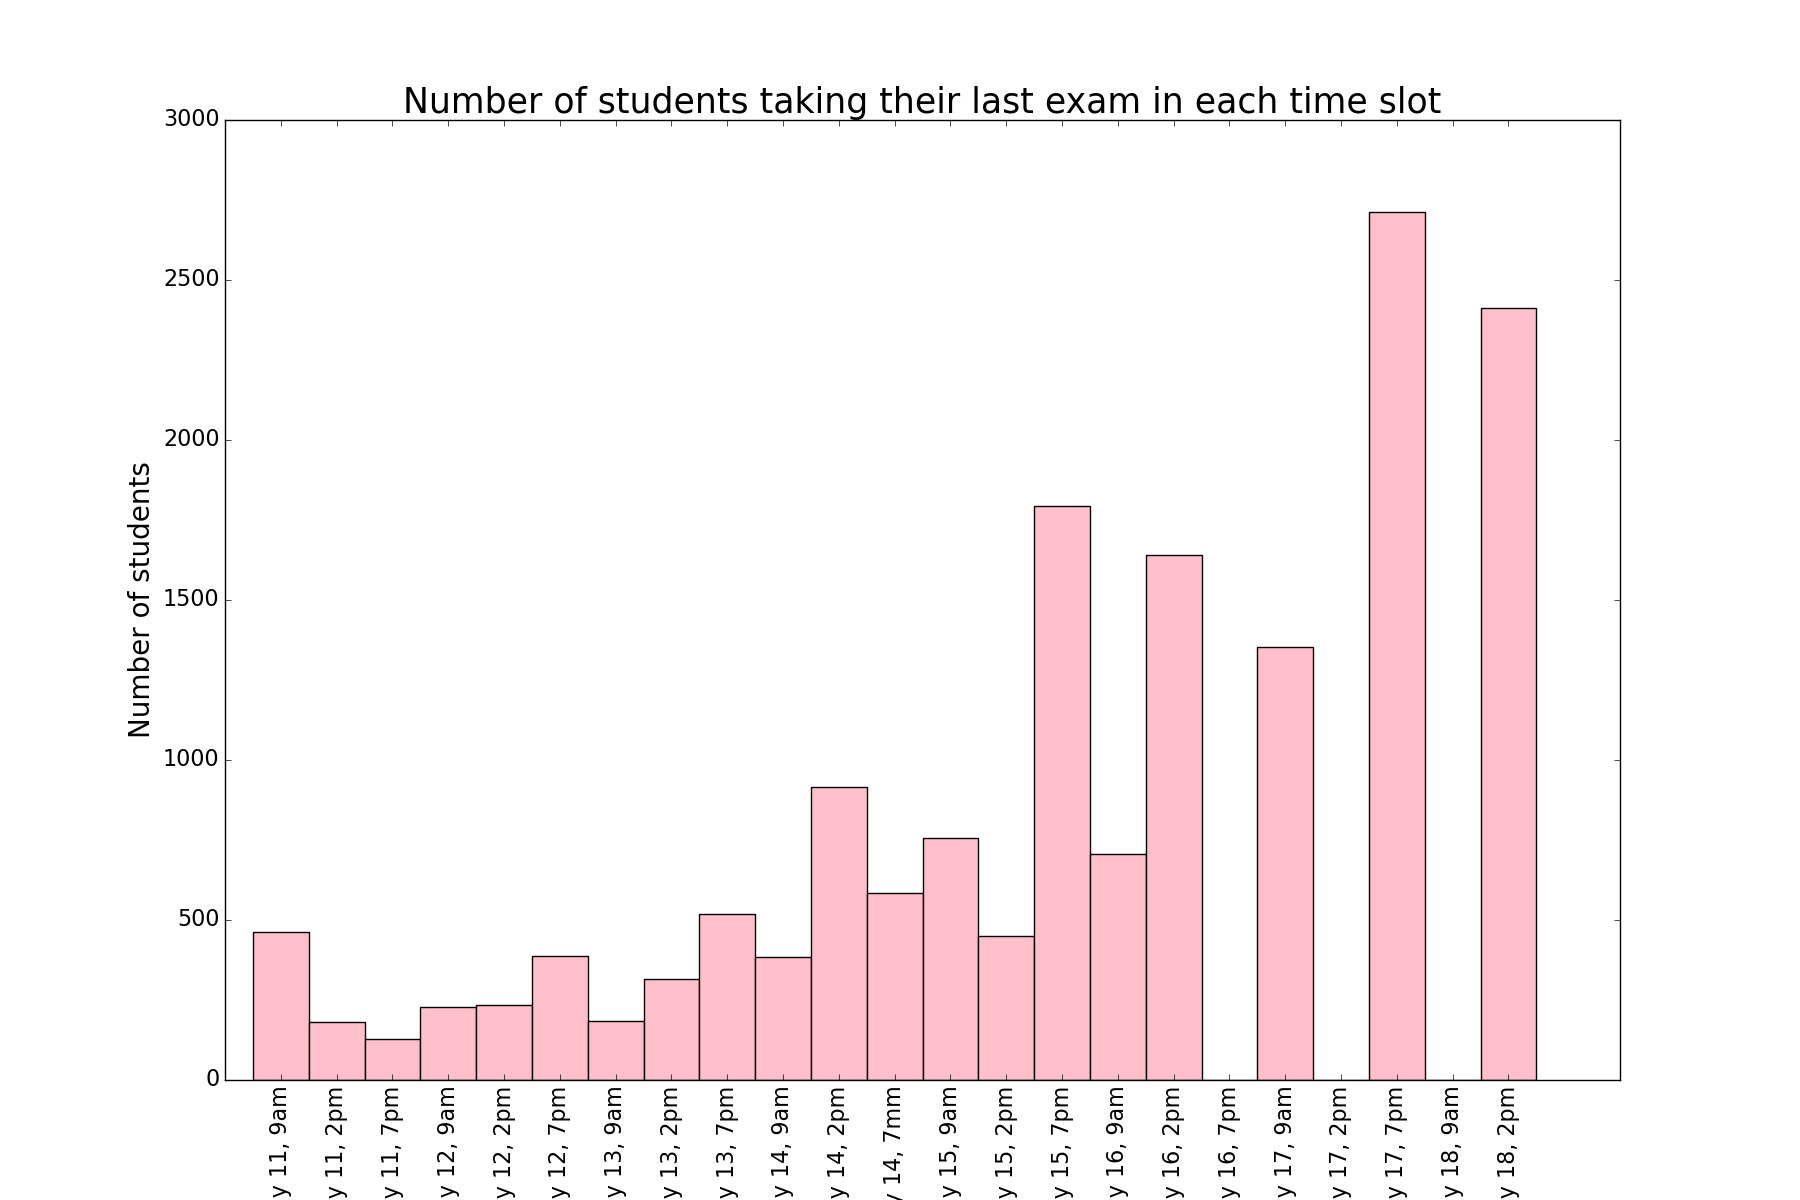 Number of students taking their last exam in each time slot
Number of students
3000
2500
2000
1500
1000
500
0
y 11, 9am
y 11, 2pm
y 11, 7pm
y 12, 9am
y 12, 2pm
y 12, 7pm
y 13, 9am
y 13, 2pm
y 13, 7pm
y 14, 9am
y 14, 2pm
y 14, 7mm
y 15, 9am
y 15, 2pm
y 15, 7pm
y 16, 9am
y 16, 2pm
y 16, 7pm
y 17, 9am
y 17, 2pm
y 17, 7pm
y 18, 9am
y 18, 2pm